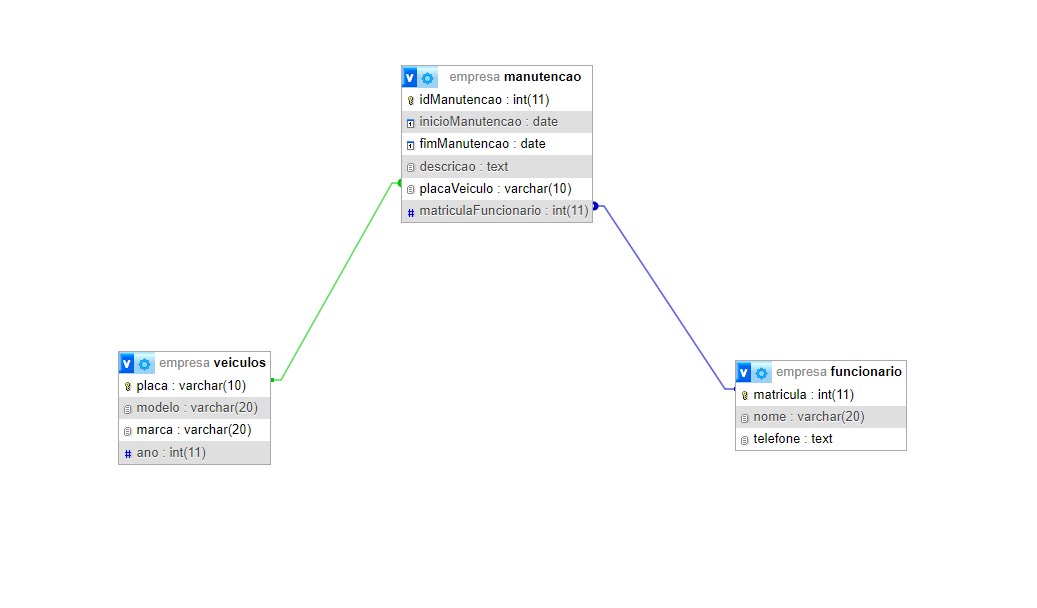 v empresa manutencao
idManutencao : int(11)
inicioManutencao : date
fimManutencao : date
descricao : text
placaVeiculo : varchar(10)
# matriculaFuncionario : int(11)
v empresa veiculos
placa : varchar(10)
modelo : varchar(20)
marca : varchar(20)
# ano : int(11)
v empresa funcionario
matricula : int(11)
nome : varchar(20)
telefone : text